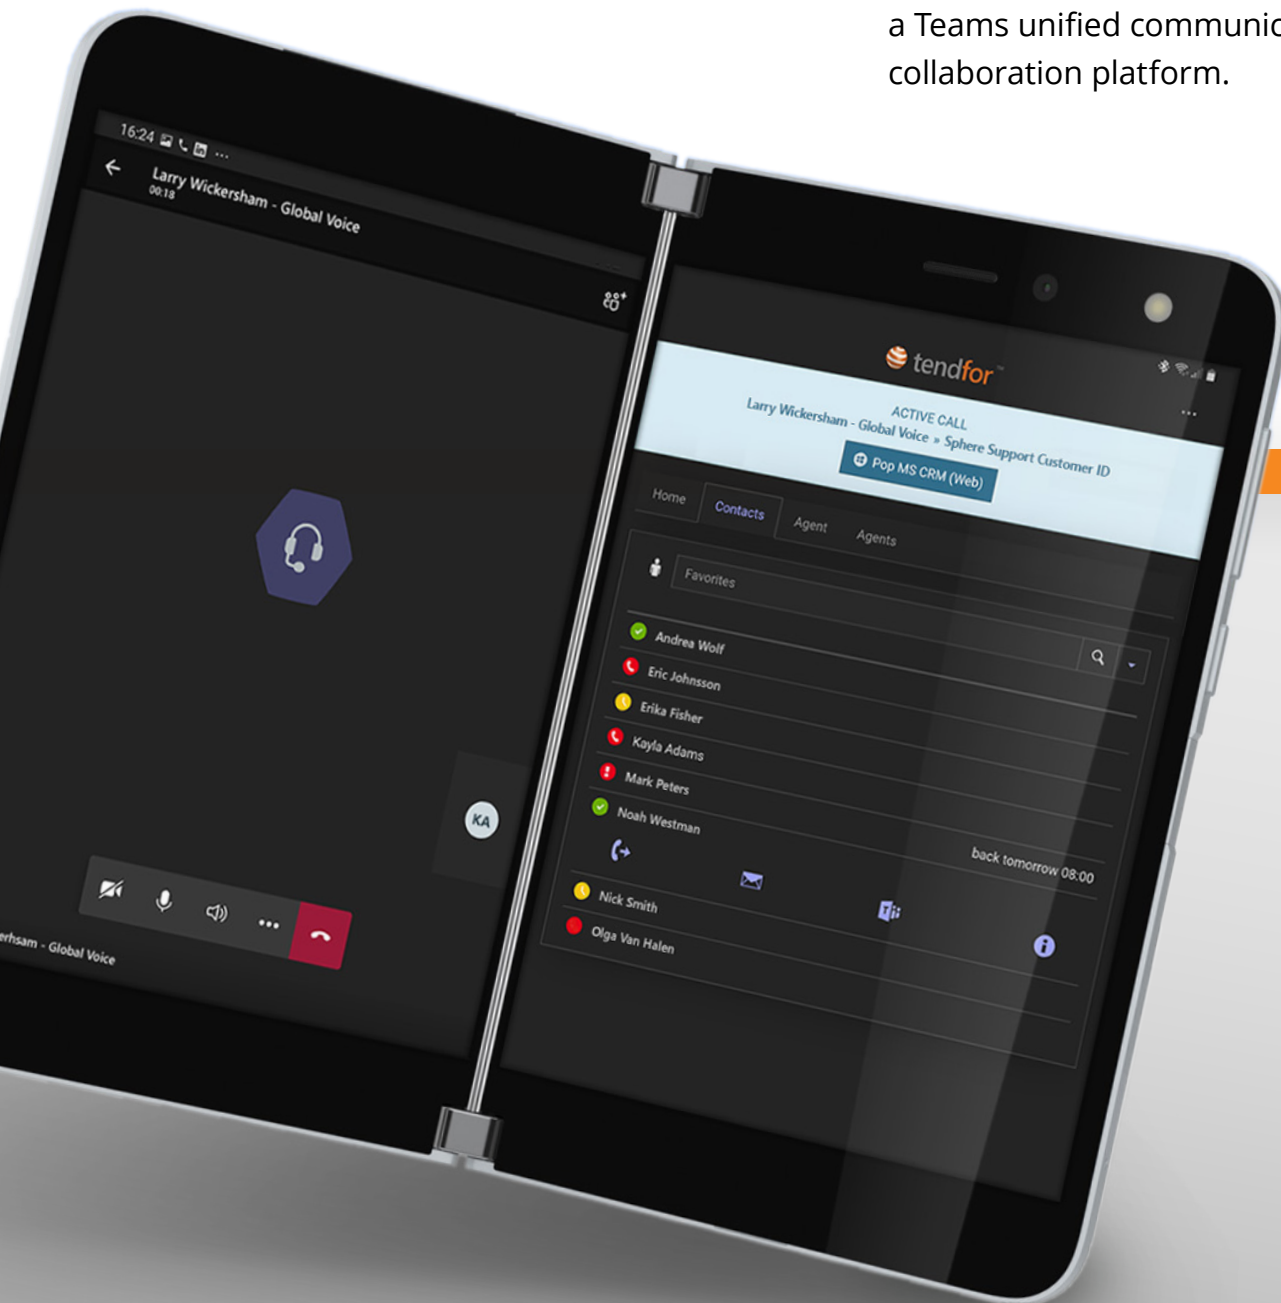 a Teams unified communic
collaboration platform.
16:24
Larry Wickersham - Global Voice
00:18
KA
erhsam - Global Voice
tendfor™
ACTIVE CALL
Larry Wickersham - Global Voice » Sphere Support Customer ID
Pop MS CRM (Web)
Home Contacts Agent Agents
Favorites
Andrea Wolf
Eric Johnsson
Erika Fisher
Kayla Adams
Mark Peters
back tomorrow 08:00
Noah Westman
Nick Smith
Olga Van Halen